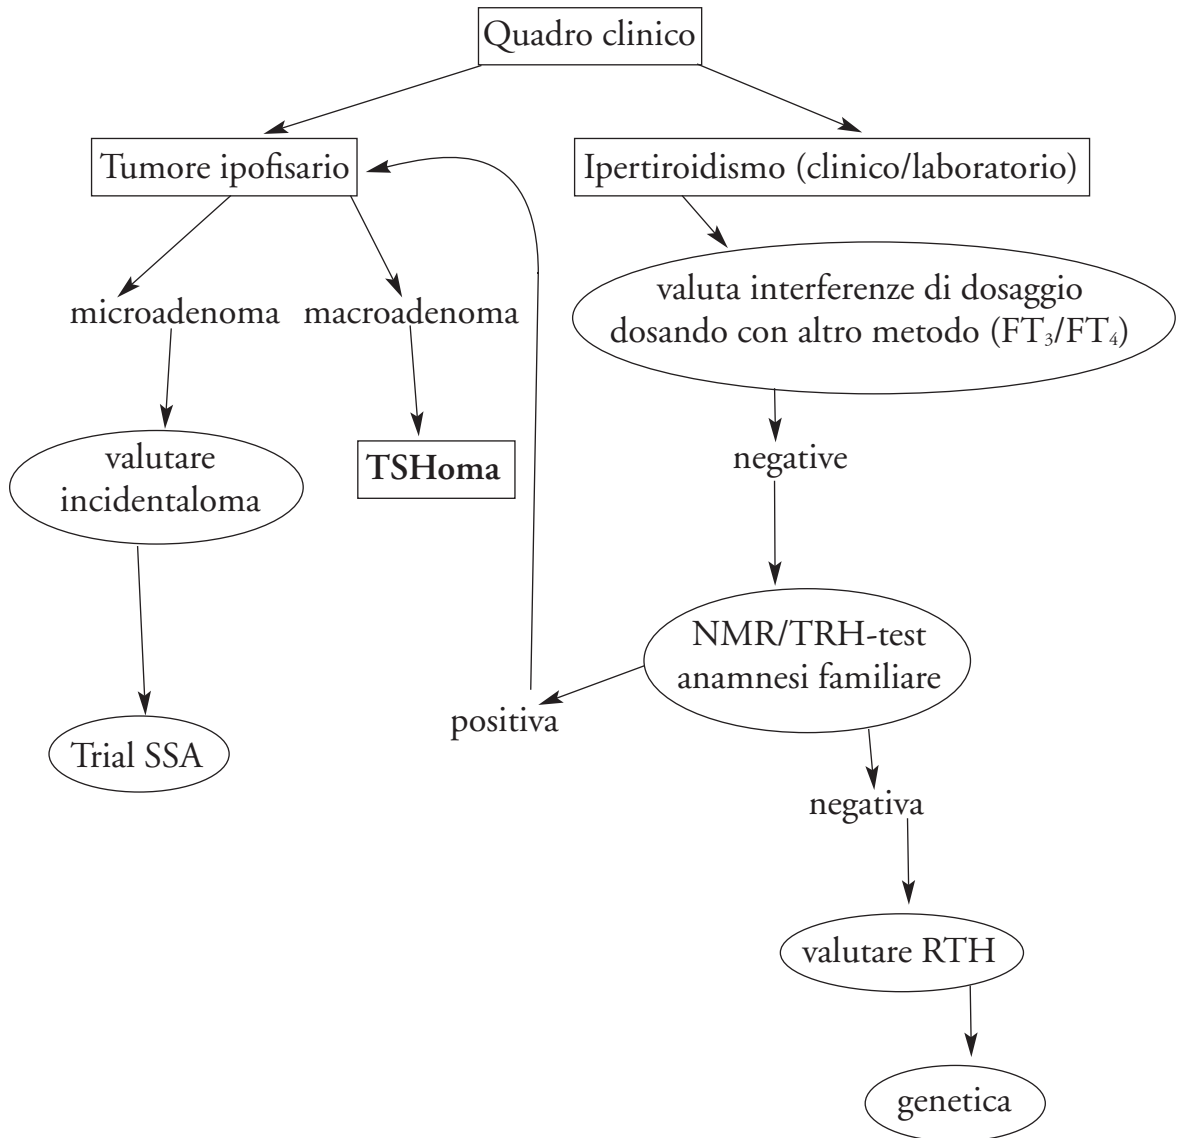 Quadro clinico
Tumore ipofisario
Ipertiroidismo (clinico/laboratorio)
microadenoma
macroadenoma
valuta interferenze di dosaggio
dosando con altro metodo (FT₃/FT₄)
valutare
incidentaloma
TSHoma
negative
NMR/TRH-test
anamnesi familiare
positiva
Trial SSA
negativa
valutare RTH
genetica